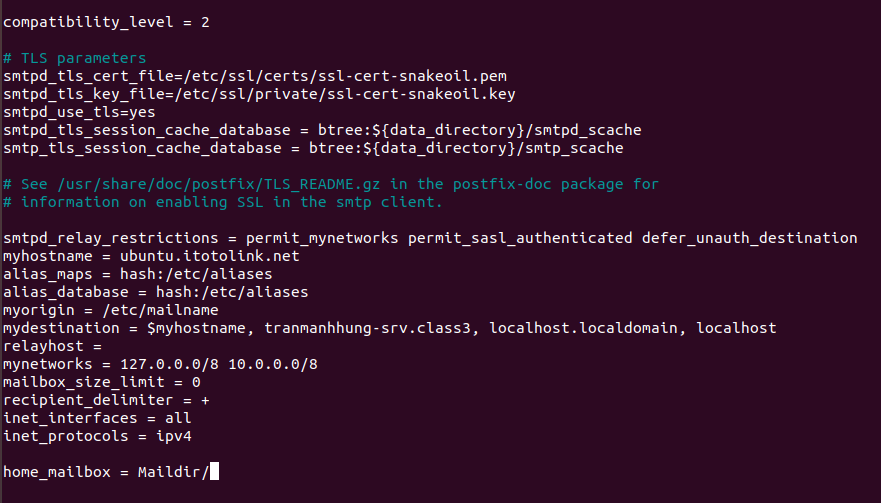 compatibility_level = 2
# TLS parameters
smtpd_tls_cert_file=/etc/ssl/certs/ssl-cert-snakeoil.pem
smtpd_tls_key_file=/etc/ssl/private/ssl-cert-snakeoil.key
smtpd_use_tls=yes
smtpd_tls_session_cache_database = btree:${data_directory}/smtpd_scache
smtp_tls_session_cache_database = btree:${data_directory}/smtp_scache
# See /usr/share/doc/postfix/TLS_README.gz in the postfix-doc package for
# information on enabling SSL in the smtp client.
smtpd_relay_restrictions = permit_mynetworks permit_sasl_authenticated defer_unauth_destination
myhostname = ubuntu.itotolink.net
alias_maps = hash:/etc/aliases
alias_database = hash:/etc/aliases
myorigin = /etc/mailname
mydestination = $myhostname, tranmanhhung-srv.class3, localhost.localdomain, localhost
relayhost =
mynetworks = 127.0.0.0/8 10.0.0.0/8
mailbox_size_limit = 0
recipient_delimiter = +
inet_interfaces = all
inet_protocols = ipv4
home_mailbox = Maildir/